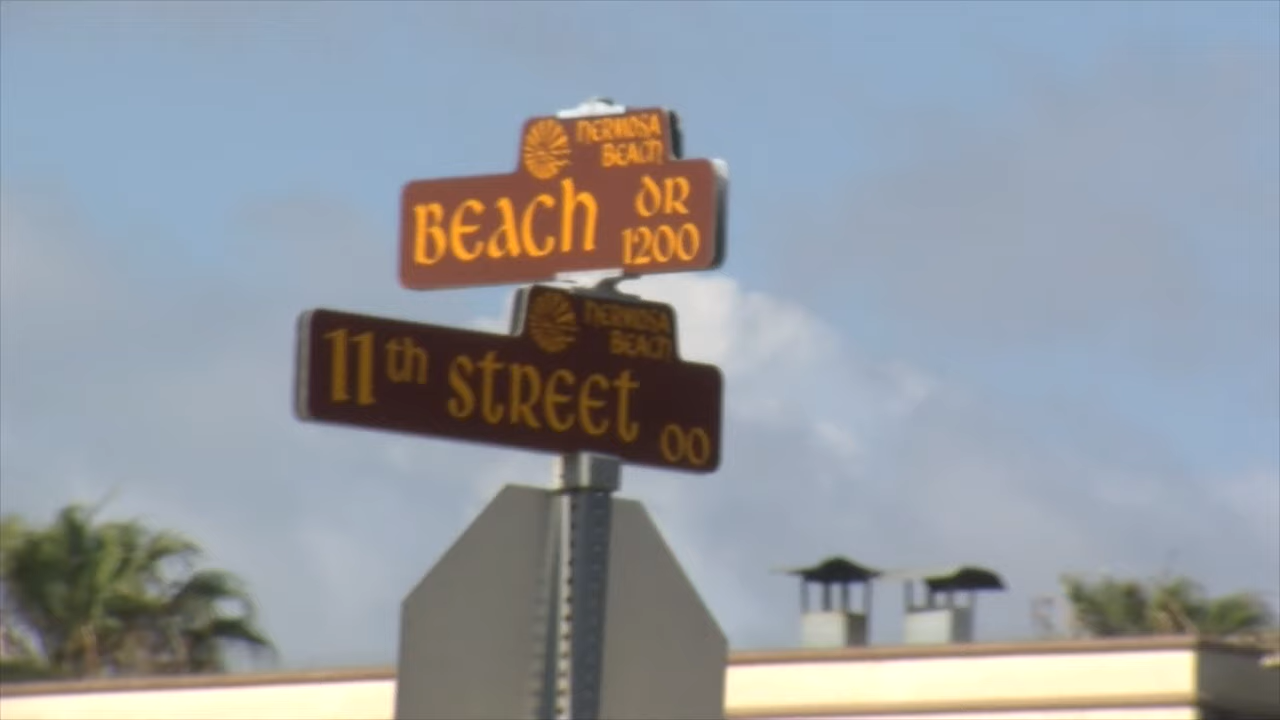 HERMOSA
BEACH
BEACH DR
1200
HERMOSA
BEACH
11th STREET
00